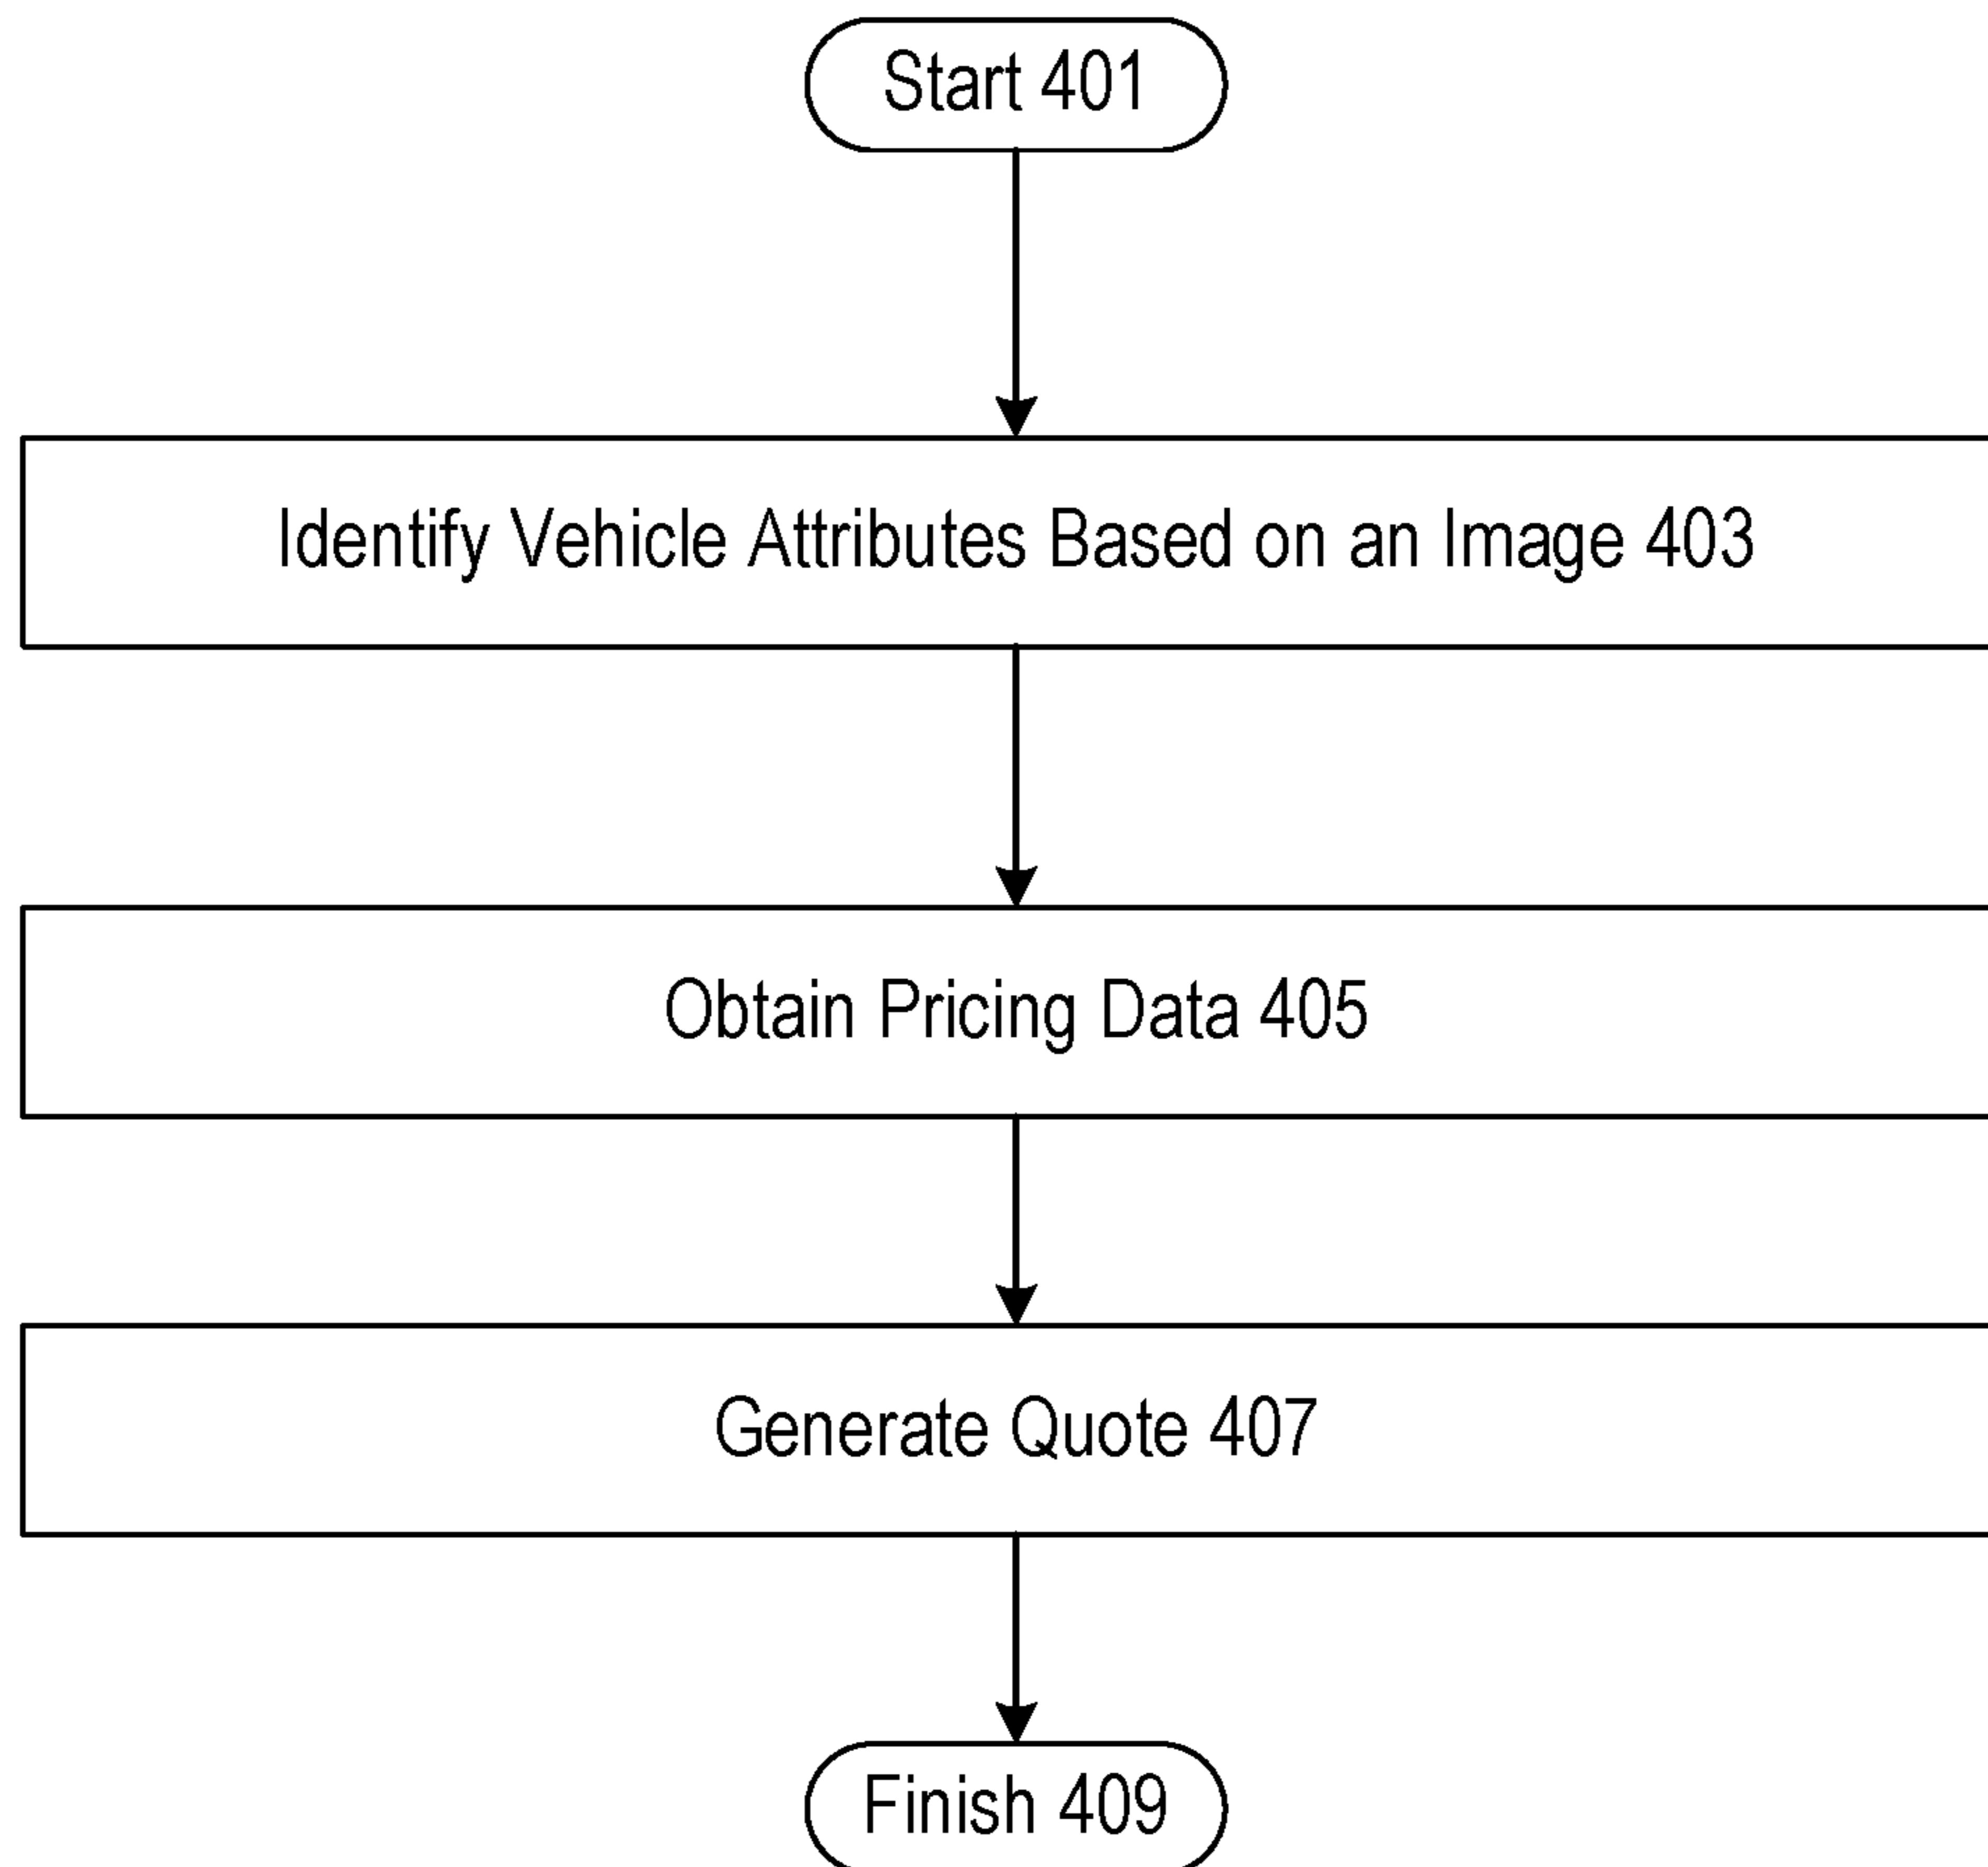 Start 401
Identify Vehicle Attributes Based on an Image 403
Obtain Pricing Data 405
Generate Quote 407
Finish 409